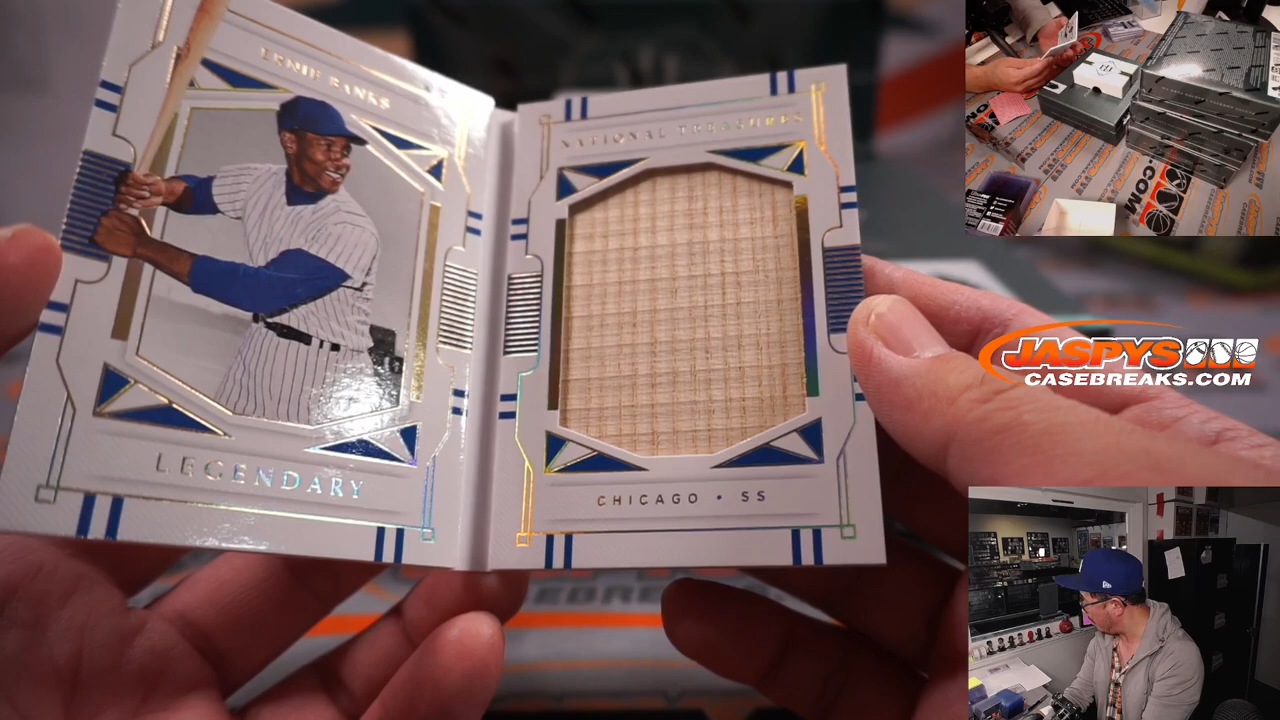 ERNIE BANKS
LEGENDARY
NATIONAL TREASURES
CHICAGO • SS
JASPYS
CASEBREAKS.COM